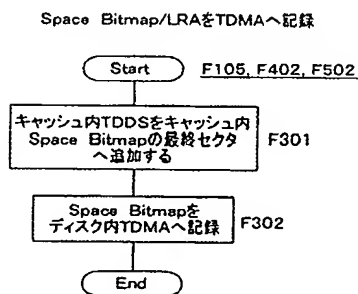 Space Bitmap/LRAをTDMAへ記録
Start
F105, F402, F502
キャッシュ内TDDSをキャッシュ内
Space Bitmapの最終セクタ
へ追加する
F301
Space Bitmapを
ディスク内TDMAへ記録
F302
End